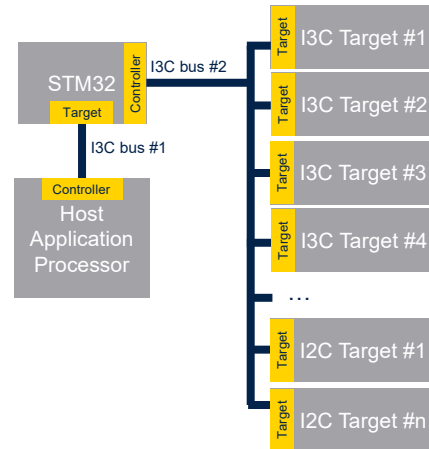 STM32
Controller
Target
I3C bus #2
I3C bus #1
Controller
Host
Application
Processor
Target
I3C Target #1
Target
I3C Target #2
Target
I3C Target #3
Target
I3C Target #4
...
Target
I2C Target #1
Target
I2C Target #n